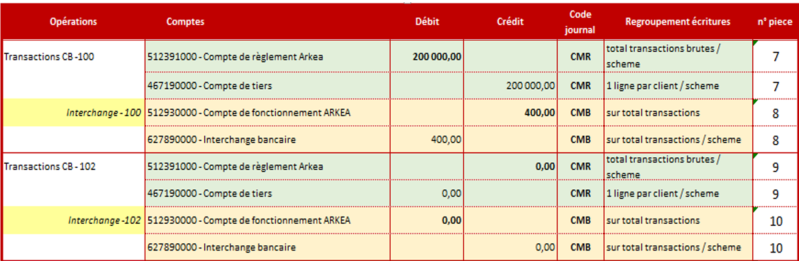 Opérations Comptes Débit Crédit Code journal Regroupement écritures n° piece
Transactions CB -100 512391000 - Compte de règlement Arkea 200 000,00 CMR total transactions brutes / scheme 7
467190000 - Compte de tiers 200 000,00 CMR 1 ligne par client / scheme 7
Interchange - 100 512930000 - Compte de fonctionnement ARKEA 400,00 CMB sur total transactions 8
627890000 - Interchange bancaire 400,00 CMB sur total transactions / scheme 8
Transactions CB - 102 512391000 - Compte de règlement Arkea 0,00 CMR total transactions brutes / scheme 9
467190000 - Compte de tiers 0,00 CMR 1 ligne par client / scheme 9
Interchange -102 512930000 - Compte de fonctionnement ARKEA 0,00 CMB sur total transactions 10
627890000 - Interchange bancaire 0,00 CMB sur total transactions / scheme 10